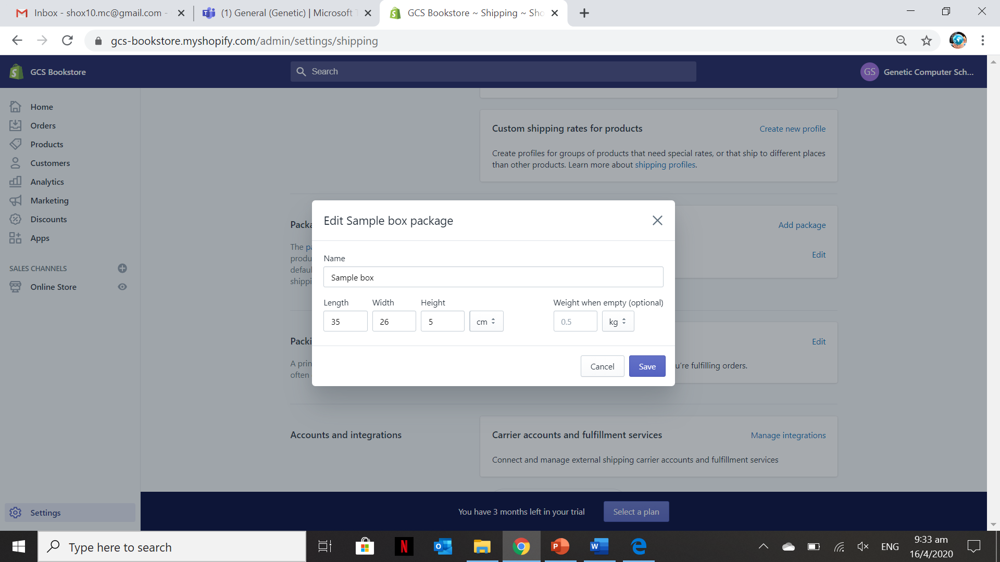 Inbox - shox10.mc@gmail.com -
(1) General (Genetic) | Microsoft
GCS Bookstore ~ Shipping ~ Sho
gcs-bookstore.myshopify.com/admin/settings/shipping
GCS Bookstore
Search
GS
Genetic Computer Sch...
Home
Orders
Products
Customers
Analytics
Marketing
Discounts
Apps
SALES CHANNELS
Online Store
Settings
Custom shipping rates for products
Create new profile
Create profiles for groups of products that need special rates, or that ship to different places
than other products. Learn more about shipping profiles.
Packa
Add package
The pa
produ
Edit
defaul
shippi
Edit Sample box package
Name
Sample box
Length
Width
Height
Weight when empty (optional)
35
26
5
cm
0.5
kg
Cancel
Save
Packi
Edit
A prin
often
u're fulfilling orders.
Accounts and integrations
Carrier accounts and fulfillment services
Manage integrations
Connect and manage external shipping carrier accounts and fulfillment services
You have 3 months left in your trial
Select a plan
Type here to search
ENG
9:33 am
16/4/2020